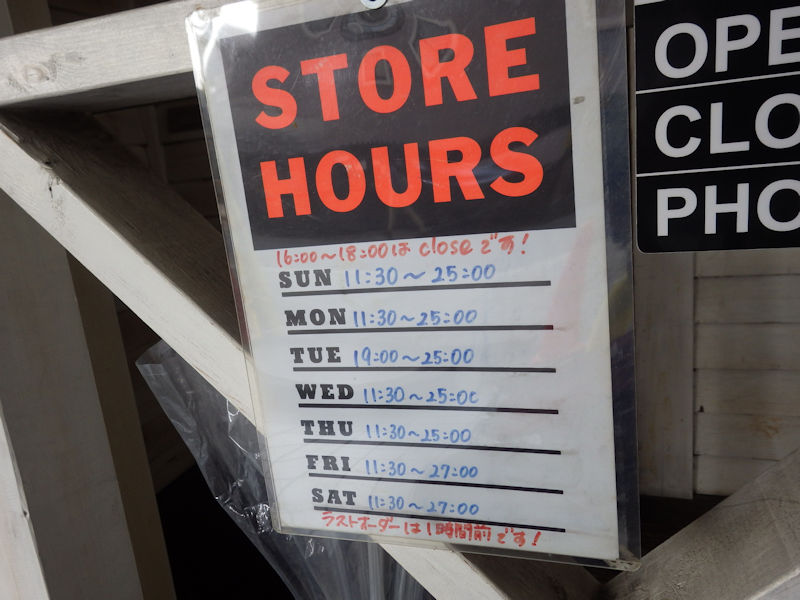 STORE
HOURS
16:00~18:00は closeです!
SUN 11:30~25:00
MON 11:30~25:00
TUE 19:00~25:00
WED 11:30~25:00
THU 11:30~25:00
FRI 11:30~27:00
SAT 11:30~27:00
ラストオーダーは1時間前です!
OPE
CLO
PHO